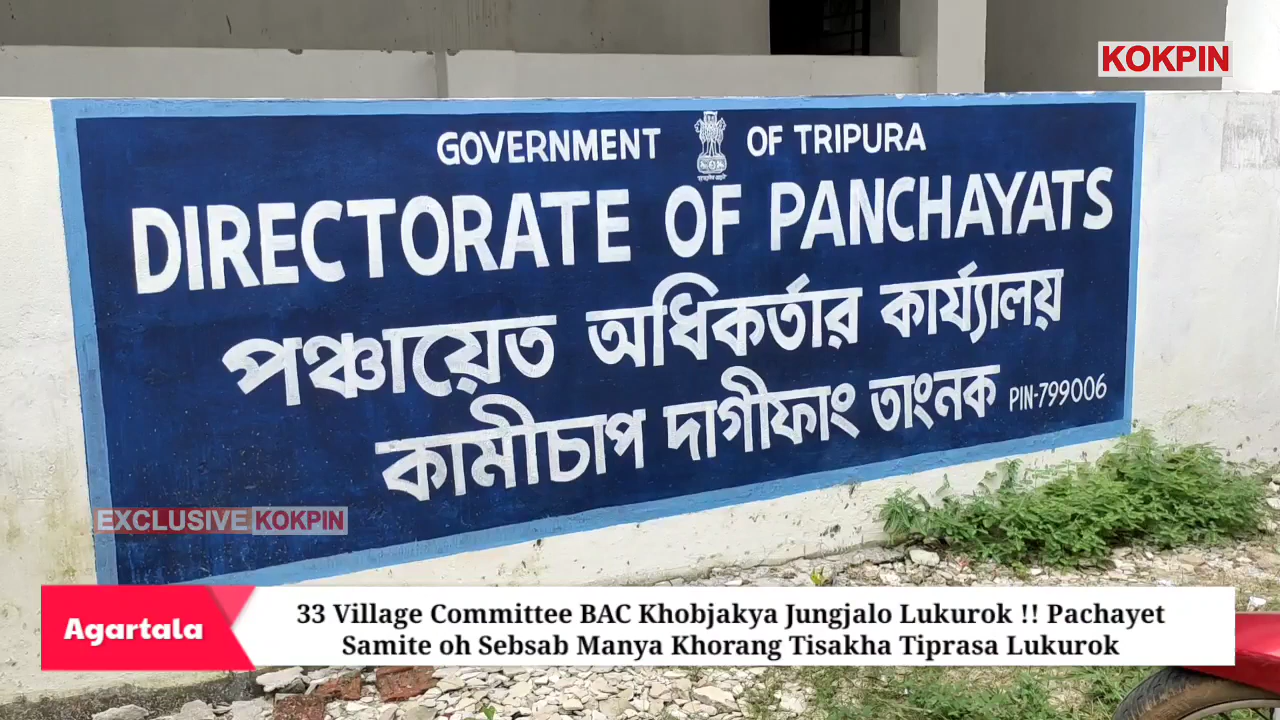 KOKPIN
GOVERNMENT OF TRIPURA
DIRECTORATE OF PANCHAYATS
পঞ্চায়েত অধিকর্তার কার্য্যালয়
কামীচাপ দাগীফাং তাংনক PIN-799006
EXCLUSIVE KOKPIN
Agartala
33 Village Committee BAC Khobjakya Jungjalo Lukurok !! Pachayet
Samite oh Sebsab Manya Khorang Tisakha Tiprasa Lukurok